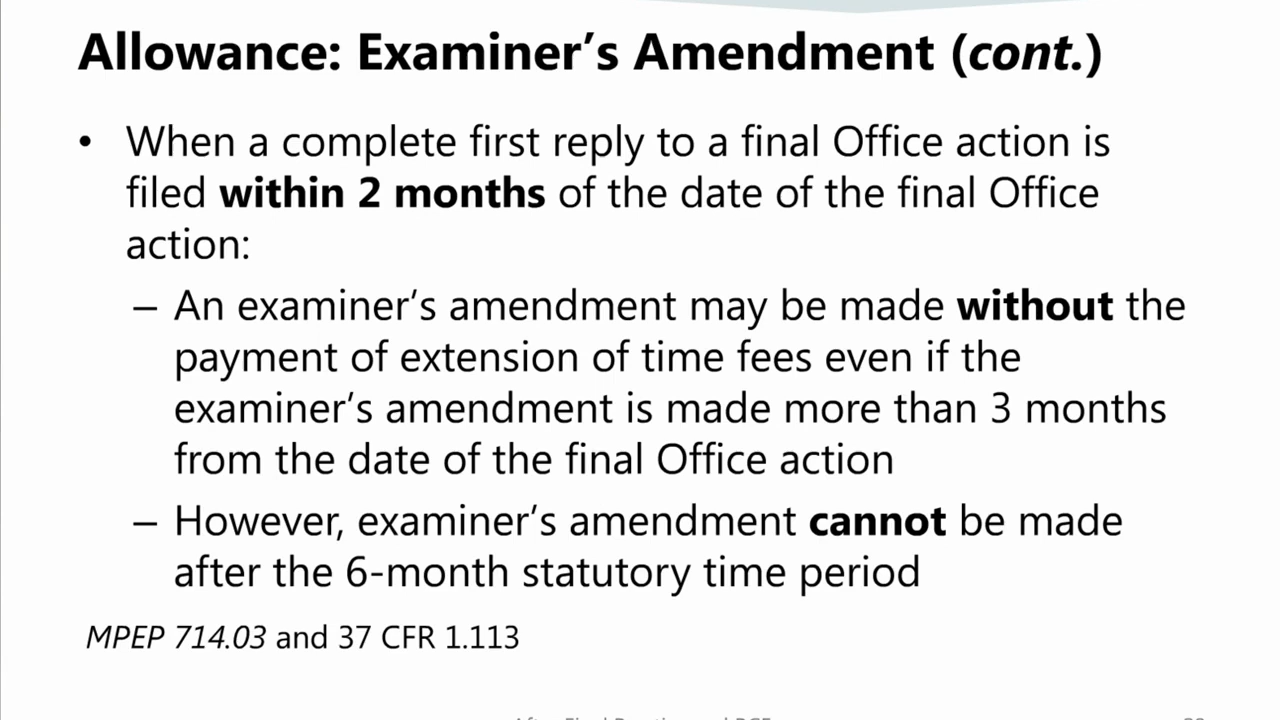 Allowance: Examiner’s Amendment (cont.)
• When a complete first reply to a final Office action is
filed within 2 months of the date of the final Office
action:
– An examiner’s amendment may be made without the
payment of extension of time fees even if the
examiner’s amendment is made more than 3 months
from the date of the final Office action
– However, examiner’s amendment cannot be made
after the 6-month statutory time period
MPEP 714.03 and 37 CFR 1.113